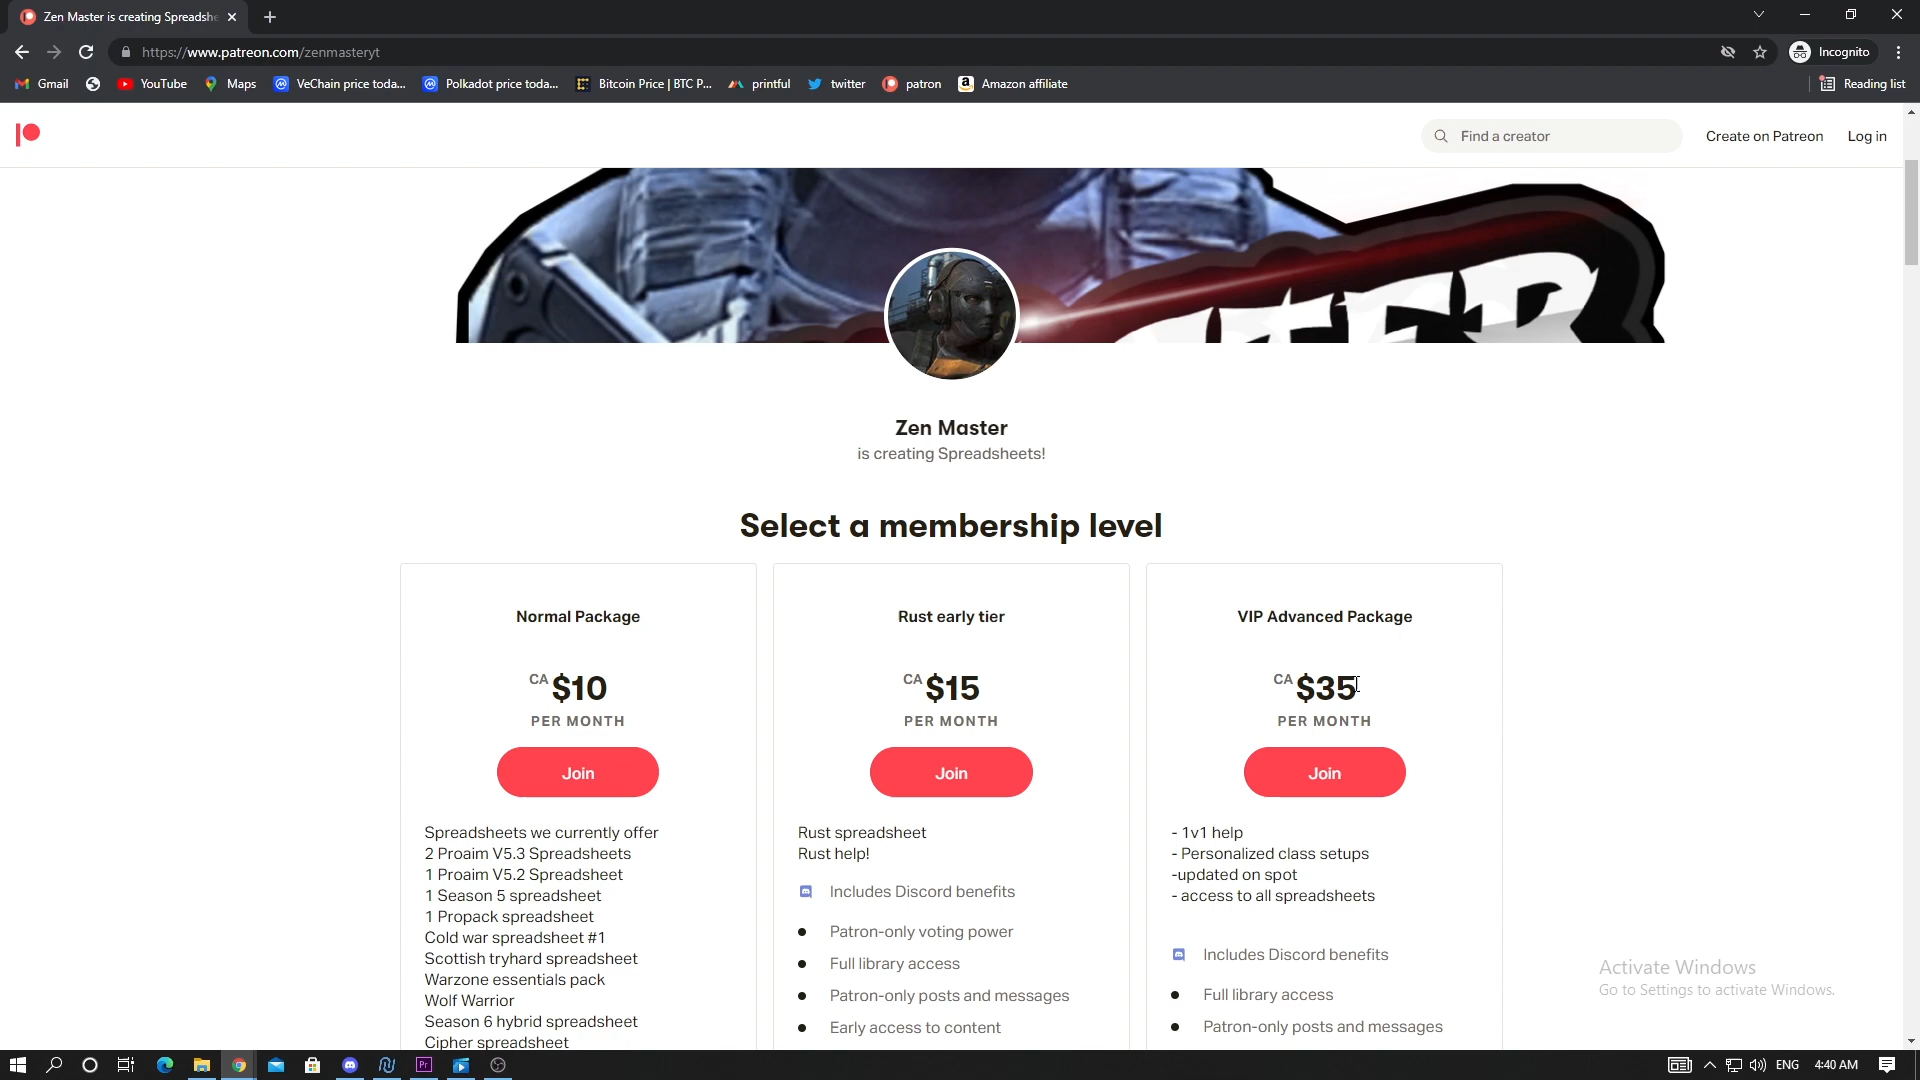 Zen Master is creating Spreadshe
https://www.patreon.com/zenmasteryt
Incognito
Gmail
YouTube
Maps
VeChain price toda...
Polkadot price toda...
Bitcoin Price | BTC P...
printful
twitter
patron
Amazon affiliate
Reading list
Find a creator
Create on Patreon
Log in
Zen Master
is creating Spreadsheets!
Select a membership level
Normal Package
CA $10
PER MONTH
Join
Spreadsheets we currently offer
2 Proaim V5.3 Spreadsheets
1 Proaim V5.2 Spreadsheet
1 Season 5 spreadsheet
1 Propack spreadsheet
Cold war spreadsheet #1
Scottish tryhard spreadsheet
Warzone essentials pack
Wolf Warrior
Season 6 hybrid spreadsheet
Cipher spreadsheet
Rust early tier
CA $15
PER MONTH
Join
Rust spreadsheet
Rust help!
Includes Discord benefits
Patron-only voting power
Full library access
Patron-only posts and messages
Early access to content
VIP Advanced Package
CA $35
PER MONTH
Join
- 1v1 help
- Personalized class setups
-updated on spot
- access to all spreadsheets
Includes Discord benefits
Full library access
Patron-only posts and messages
Activate Windows
Go to Settings to activate Windows.
Pr
ENG
4:40 AM